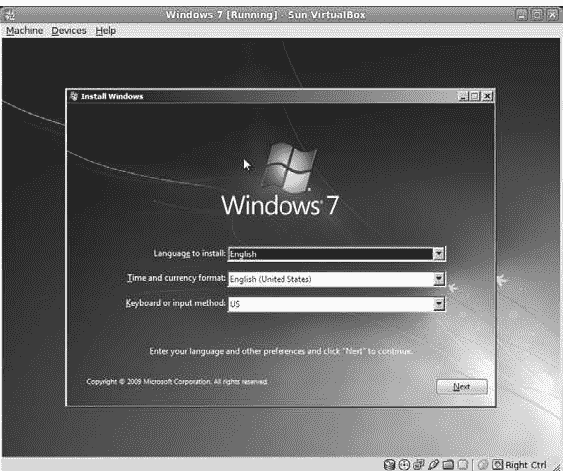 Windows 7 [Running] - Sun VirtualBox
Machine Devices Help
Install Windows
Windows 7
Language to install: English
Time and currency format: English (United States)
Keyboard or input method: US
Enter your language and other preferences and click "Next" to continue.
Copyright © 2009 Microsoft Corporation. All rights reserved.
Next
Right Ctrl